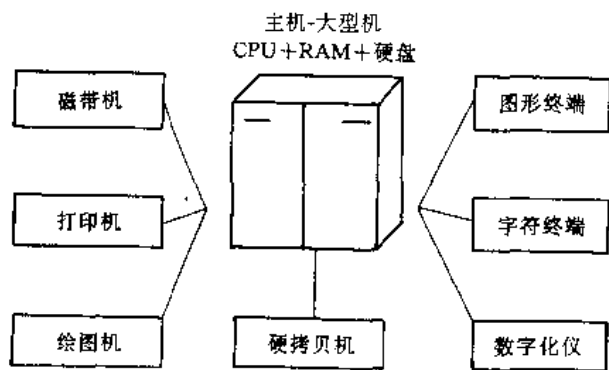 主机-大型机
CPU+RAM+硬盘
磁带机
图形终端
打印机
字符终端
绘图机
硬拷贝机
数字化仪